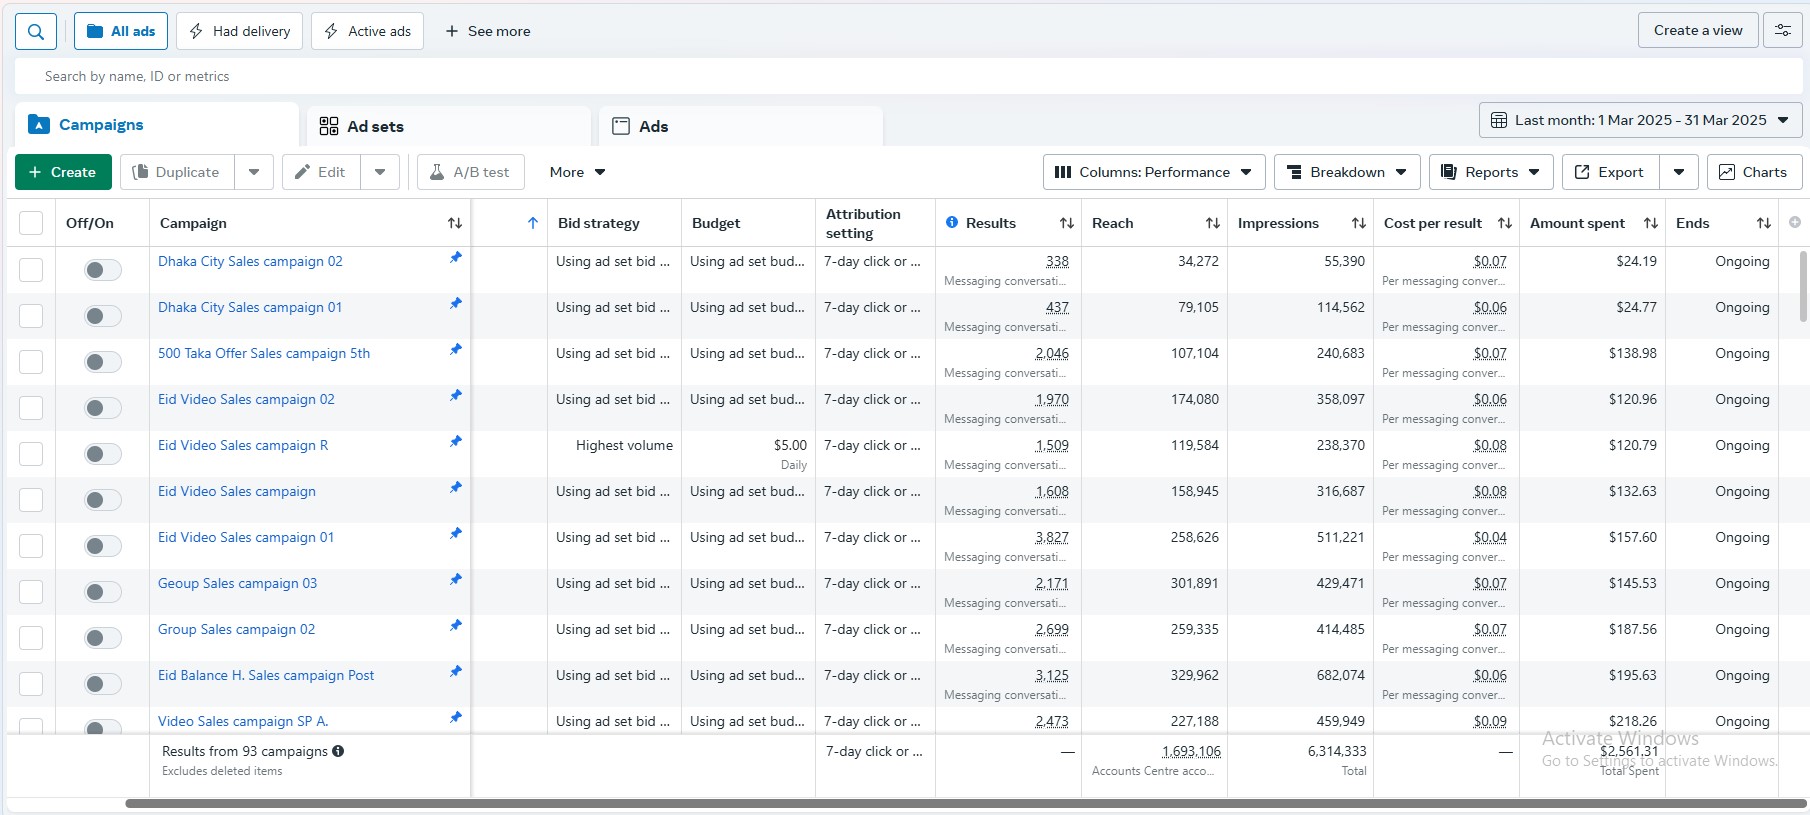 All ads
Had delivery
Active ads
+ See more
Create a view
Search by name, ID or metrics
Campaigns
Ad sets
Ads
Last month: 1 Mar 2025 - 31 Mar 2025
+ Create
Duplicate
Edit
A/B test
More
Columns: Performance
Breakdown
Reports
Export
Charts
Off/On Campaign Bid strategy Budget Attribution setting Results Reach Impressions Cost per result Amount spent Ends
Dhaka City Sales campaign 02 Using ad set bid ... Using ad set bud... 7-day click or ... 338 34,272 55,390 $0.07 $24.19 Ongoing
Messaging conversati... Per messaging conver...
Dhaka City Sales campaign 01 Using ad set bid ... Using ad set bud... 7-day click or ... 437 79,105 114,562 $0.06 $24.77 Ongoing
Messaging conversati... Per messaging conver...
500 Taka Offer Sales campaign 5th Using ad set bid ... Using ad set bud... 7-day click or ... 2,046 107,104 240,683 $0.07 $138.98 Ongoing
Messaging conversati... Per messaging conver...
Eid Video Sales campaign 02 Using ad set bid ... Using ad set bud... 7-day click or ... 1,970 174,080 358,097 $0.06 $120.96 Ongoing
Messaging conversati... Per messaging conver...
Eid Video Sales campaign R Highest volume $5.00 7-day click or ... 1,509 119,584 238,370 $0.08 $120.79 Ongoing
Daily Messaging conversati... Per messaging conver...
Eid Video Sales campaign Using ad set bid ... Using ad set bud... 7-day click or ... 1,608 158,945 316,687 $0.08 $132.63 Ongoing
Messaging conversati... Per messaging conver...
Eid Video Sales campaign 01 Using ad set bid ... Using ad set bud... 7-day click or ... 3,827 258,626 511,221 $0.04 $157.60 Ongoing
Messaging conversati... Per messaging conver...
Geoup Sales campaign 03 Using ad set bid ... Using ad set bud... 7-day click or ... 2,171 301,891 429,471 $0.07 $145.53 Ongoing
Messaging conversati... Per messaging conver...
Group Sales campaign 02 Using ad set bid ... Using ad set bud... 7-day click or ... 2,699 259,335 414,485 $0.07 $187.56 Ongoing
Messaging conversati... Per messaging conver...
Eid Balance H. Sales campaign Post Using ad set bid ... Using ad set bud... 7-day click or ... 3,125 329,962 682,074 $0.06 $195.63 Ongoing
Messaging conversati... Per messaging conver...
Video Sales campaign SP A. Using ad set bid ... Using ad set bud... 7-day click or ... 2,473 227,188 459,949 $0.09 $218.26 Ongoing
Results from 93 campaigns 7-day click or ... — 1,693,106 6,314,333 — $2,561.31
Excludes deleted items Accounts Centre acco... Total Total Spent
Activate Windows
Go to Settings to activate Windows.